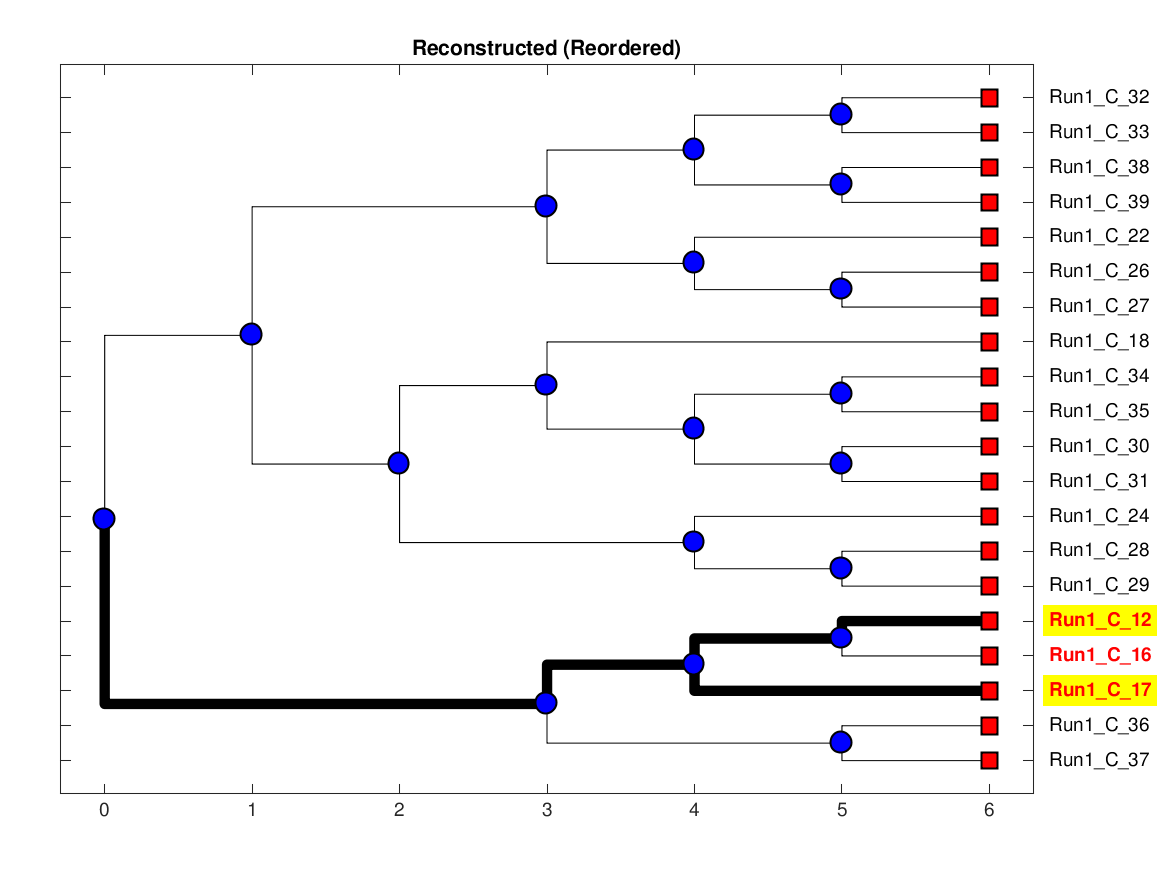 Reconstructed (Reordered)
Run1_C_32
Run1_C_33
Run1_C_38
Run1_C_39
Run1_C_22
Run1_C_26
Run1_C_27
Run1_C_18
Run1_C_34
Run1_C_35
Run1_C_30
Run1_C_31
Run1_C_24
Run1_C_28
Run1_C_29
Run1_C_12
Run1_C_16
Run1_C_17
Run1_C_36
Run1_C_37
0 1 2 3 4 5 6